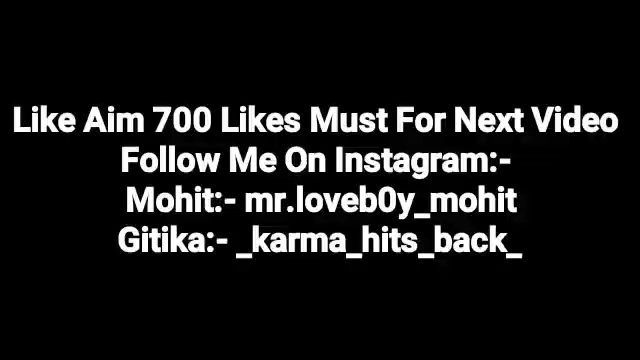 Like Aim 700 Likes Must For Next Video
Follow Me On Instagram:-
Mohit:- mr.loveb0y_mohit
Gitika:- _karma_hits_back_